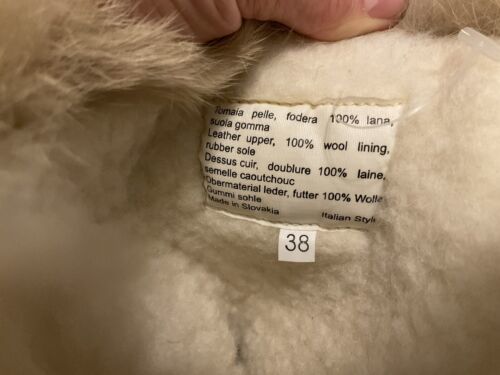 Tomaia pelle, fodera 100% lana,
suola gomma
Leather upper, 100% wool lining,
rubber sole
Dessus cuir, doublure 100% laine,
semelle caoutchouc
Obermaterial leder, futter 100% Wolle
Gummi sohle
Made in Slovakia Italian Style
38